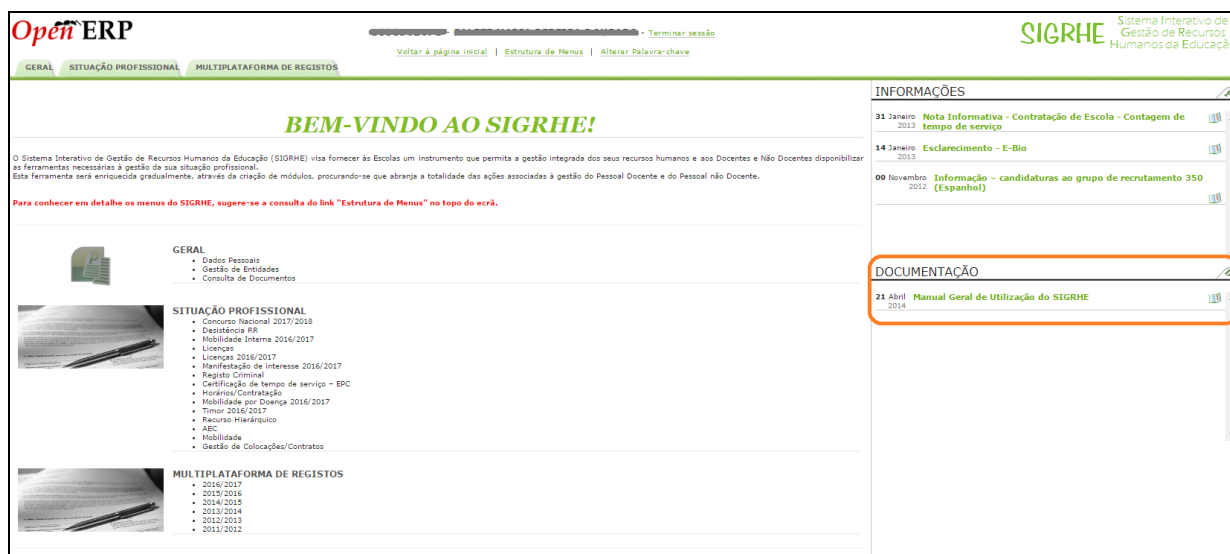 Open ERP
- Terminar sessão
Voltar à página inicial | Estrutura de Menus | Alterar Palavra-chave
SIGRHE Sistema Interativo de
Gestão de Recursos
Humanos da Educaçã
GERAL SITUAÇÃO PROFISSIONAL MULTIPLATAFORMA DE REGISTOS
BEM-VINDO AO SIGRHE!
O Sistema Interativo de Gestão de Recursos Humanos da Educação (SIGRHE) visa fornecer às Escolas um instrumento que permita a gestão integrada dos seus recursos humanos e aos Docentes e Não Docentes disponibilizar
as ferramentas necessárias à gestão da sua situação profissional.
Esta ferramenta será enriquecida gradualmente, através da criação de módulos, procurando-se que abranja a totalidade das ações associadas à gestão do Pessoal Docente e do Pessoal não Docente.
Para conhecer em detalhe os menus do SIGRHE, sugere-se a consulta do link "Estrutura de Menus" no topo do ecrã.
GERAL
Dados Pessoais
Gestão de Entidades
Consulta de Documentos
SITUAÇÃO PROFISSIONAL
Concurso Nacional 2017/2018
Desistência RR
Mobilidade Interna 2016/2017
Licenças
Licenças 2016/2017
Manifestação de interesse 2016/2017
Registo Criminal
Certificação de tempo de serviço – EPC
Horários/Contratação
Mobilidade por Doença 2016/2017
Timor 2016/2017
Recurso Hierárquico
AEC
Mobilidade
Gestão de Colocações/Contratos
MULTIPLATAFORMA DE REGISTOS
2016/2017
2015/2016
2014/2015
2013/2014
2012/2013
2011/2012
INFORMAÇÕES
31 Janeiro Nota Informativa - Contratação de Escola - Contagem de
2013 tempo de serviço
14 Janeiro Esclarecimento - E-Bio
2013
09 Novembro Informação – candidaturas ao grupo de recrutamento 350
2012 (Espanhol)
DOCUMENTAÇÃO
21 Abril Manual Geral de Utilização do SIGRHE
2014